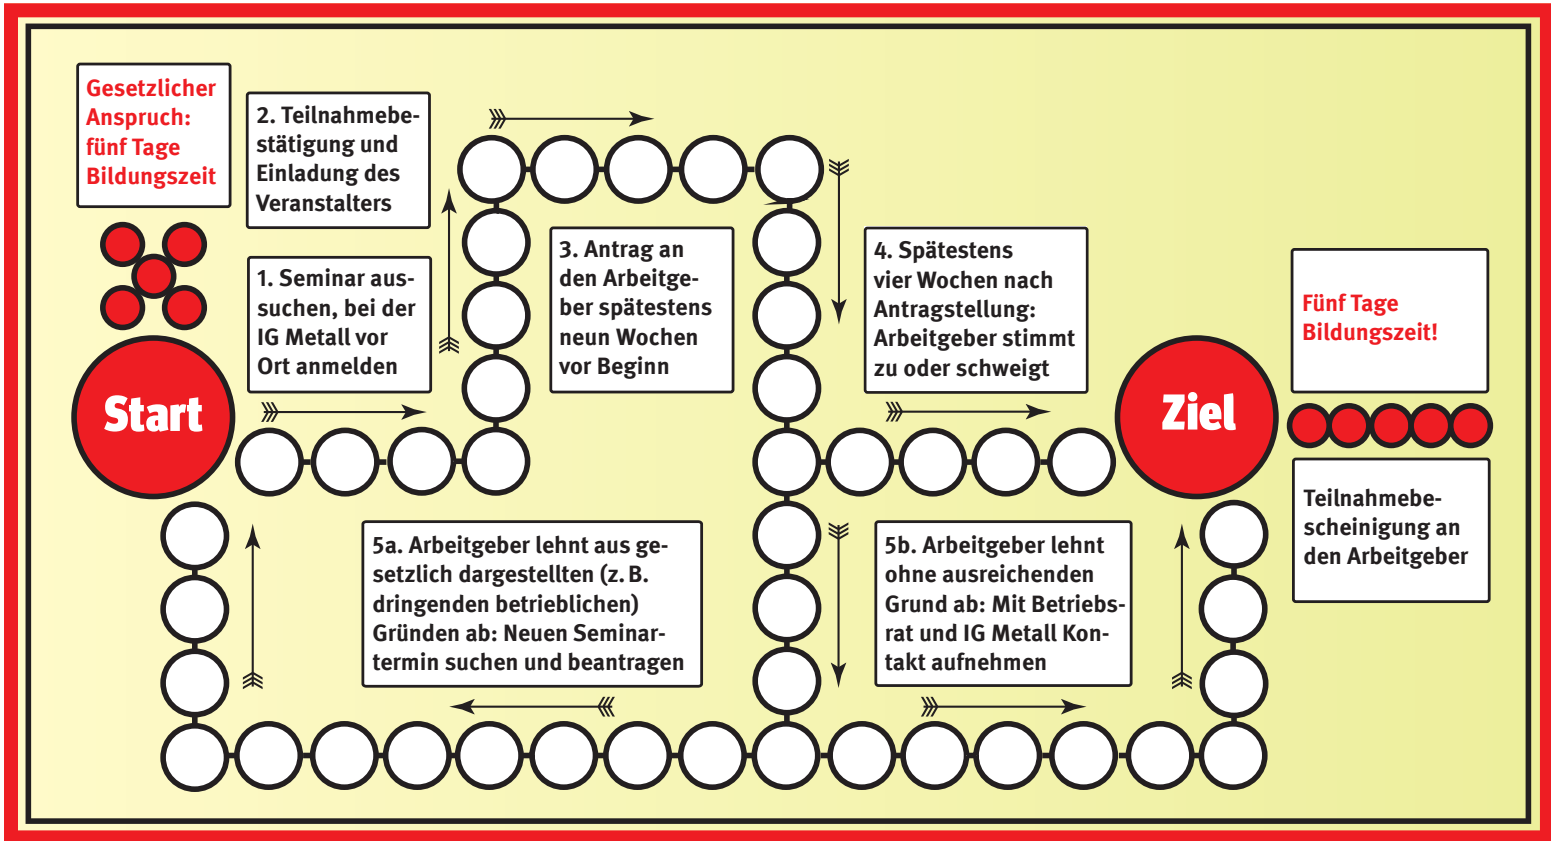 Gesetzlicher
Anspruch:
fünf Tage
Bildungszeit
2. Teilnahmebe-
stätigung und
Einladung des
Veranstalters
1. Seminar aus-
suchen, bei der
IG Metall vor
Ort anmelden
Start
3. Antrag an
den Arbeitge-
ber spätestens
neun Wochen
vor Beginn
4. Spätestens
vier Wochen nach
Antragstellung:
Arbeitgeber stimmt
zu oder schweigt
Ziel
Fünf Tage
Bildungszeit!
Teilnahmebe-
scheinigung an
den Arbeitgeber
5a. Arbeitgeber lehnt aus ge-
setzlich dargestellten (z. B.
dringenden betrieblichen)
Gründen ab: Neuen Seminar-
termin suchen und beantragen
5b. Arbeitgeber lehnt
ohne ausreichenden
Grund ab: Mit Betriebs-
rat und IG Metall Kon-
takt aufnehmen